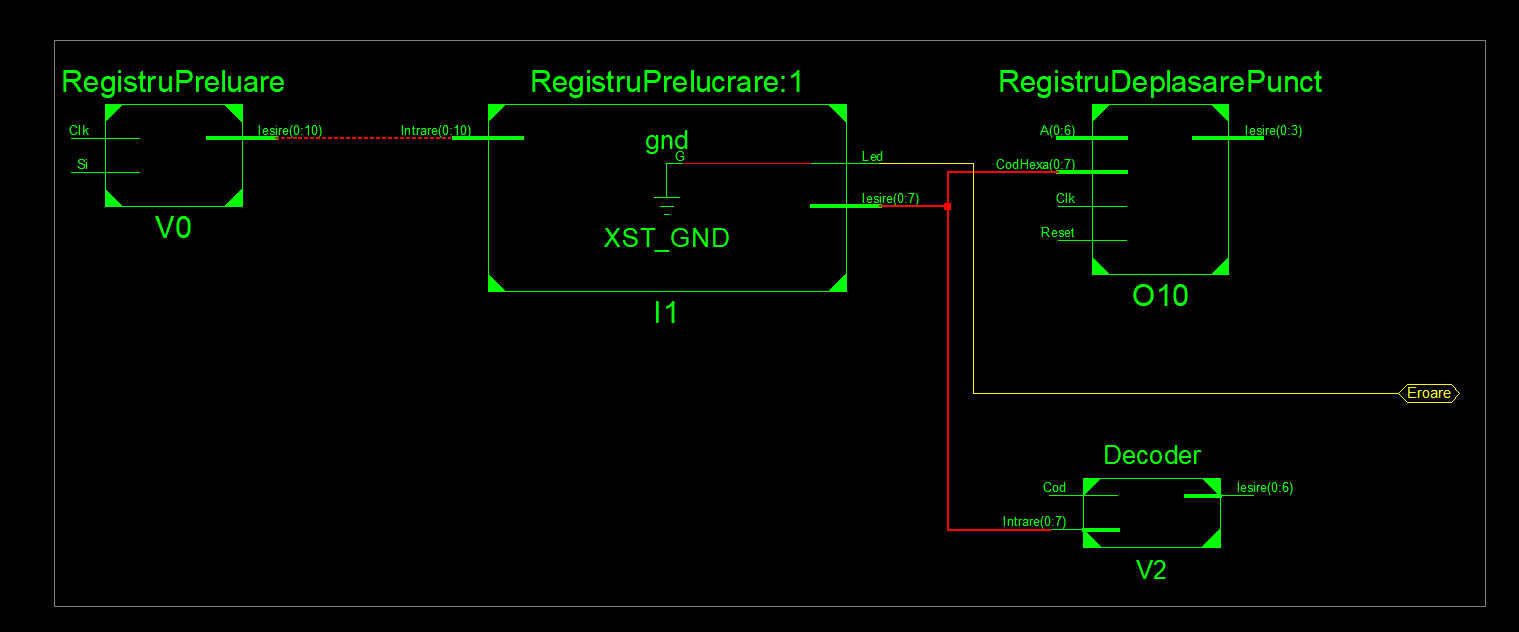 RegistruPreluare
Clk
Si
Iesire(0:10)
V0
RegistruPrelucrare:1
Intrare(0:10)
gnd
G
XST_GND
Led
Iesire(0:7)
I1
RegistruDeplasarePunct
A(0:6)
CodHexa(0:7)
Clk
Reset
Iesire(0:3)
O10
Eroare
Decoder
Cod
Intrare(0:7)
Iesire(0:6)
V2